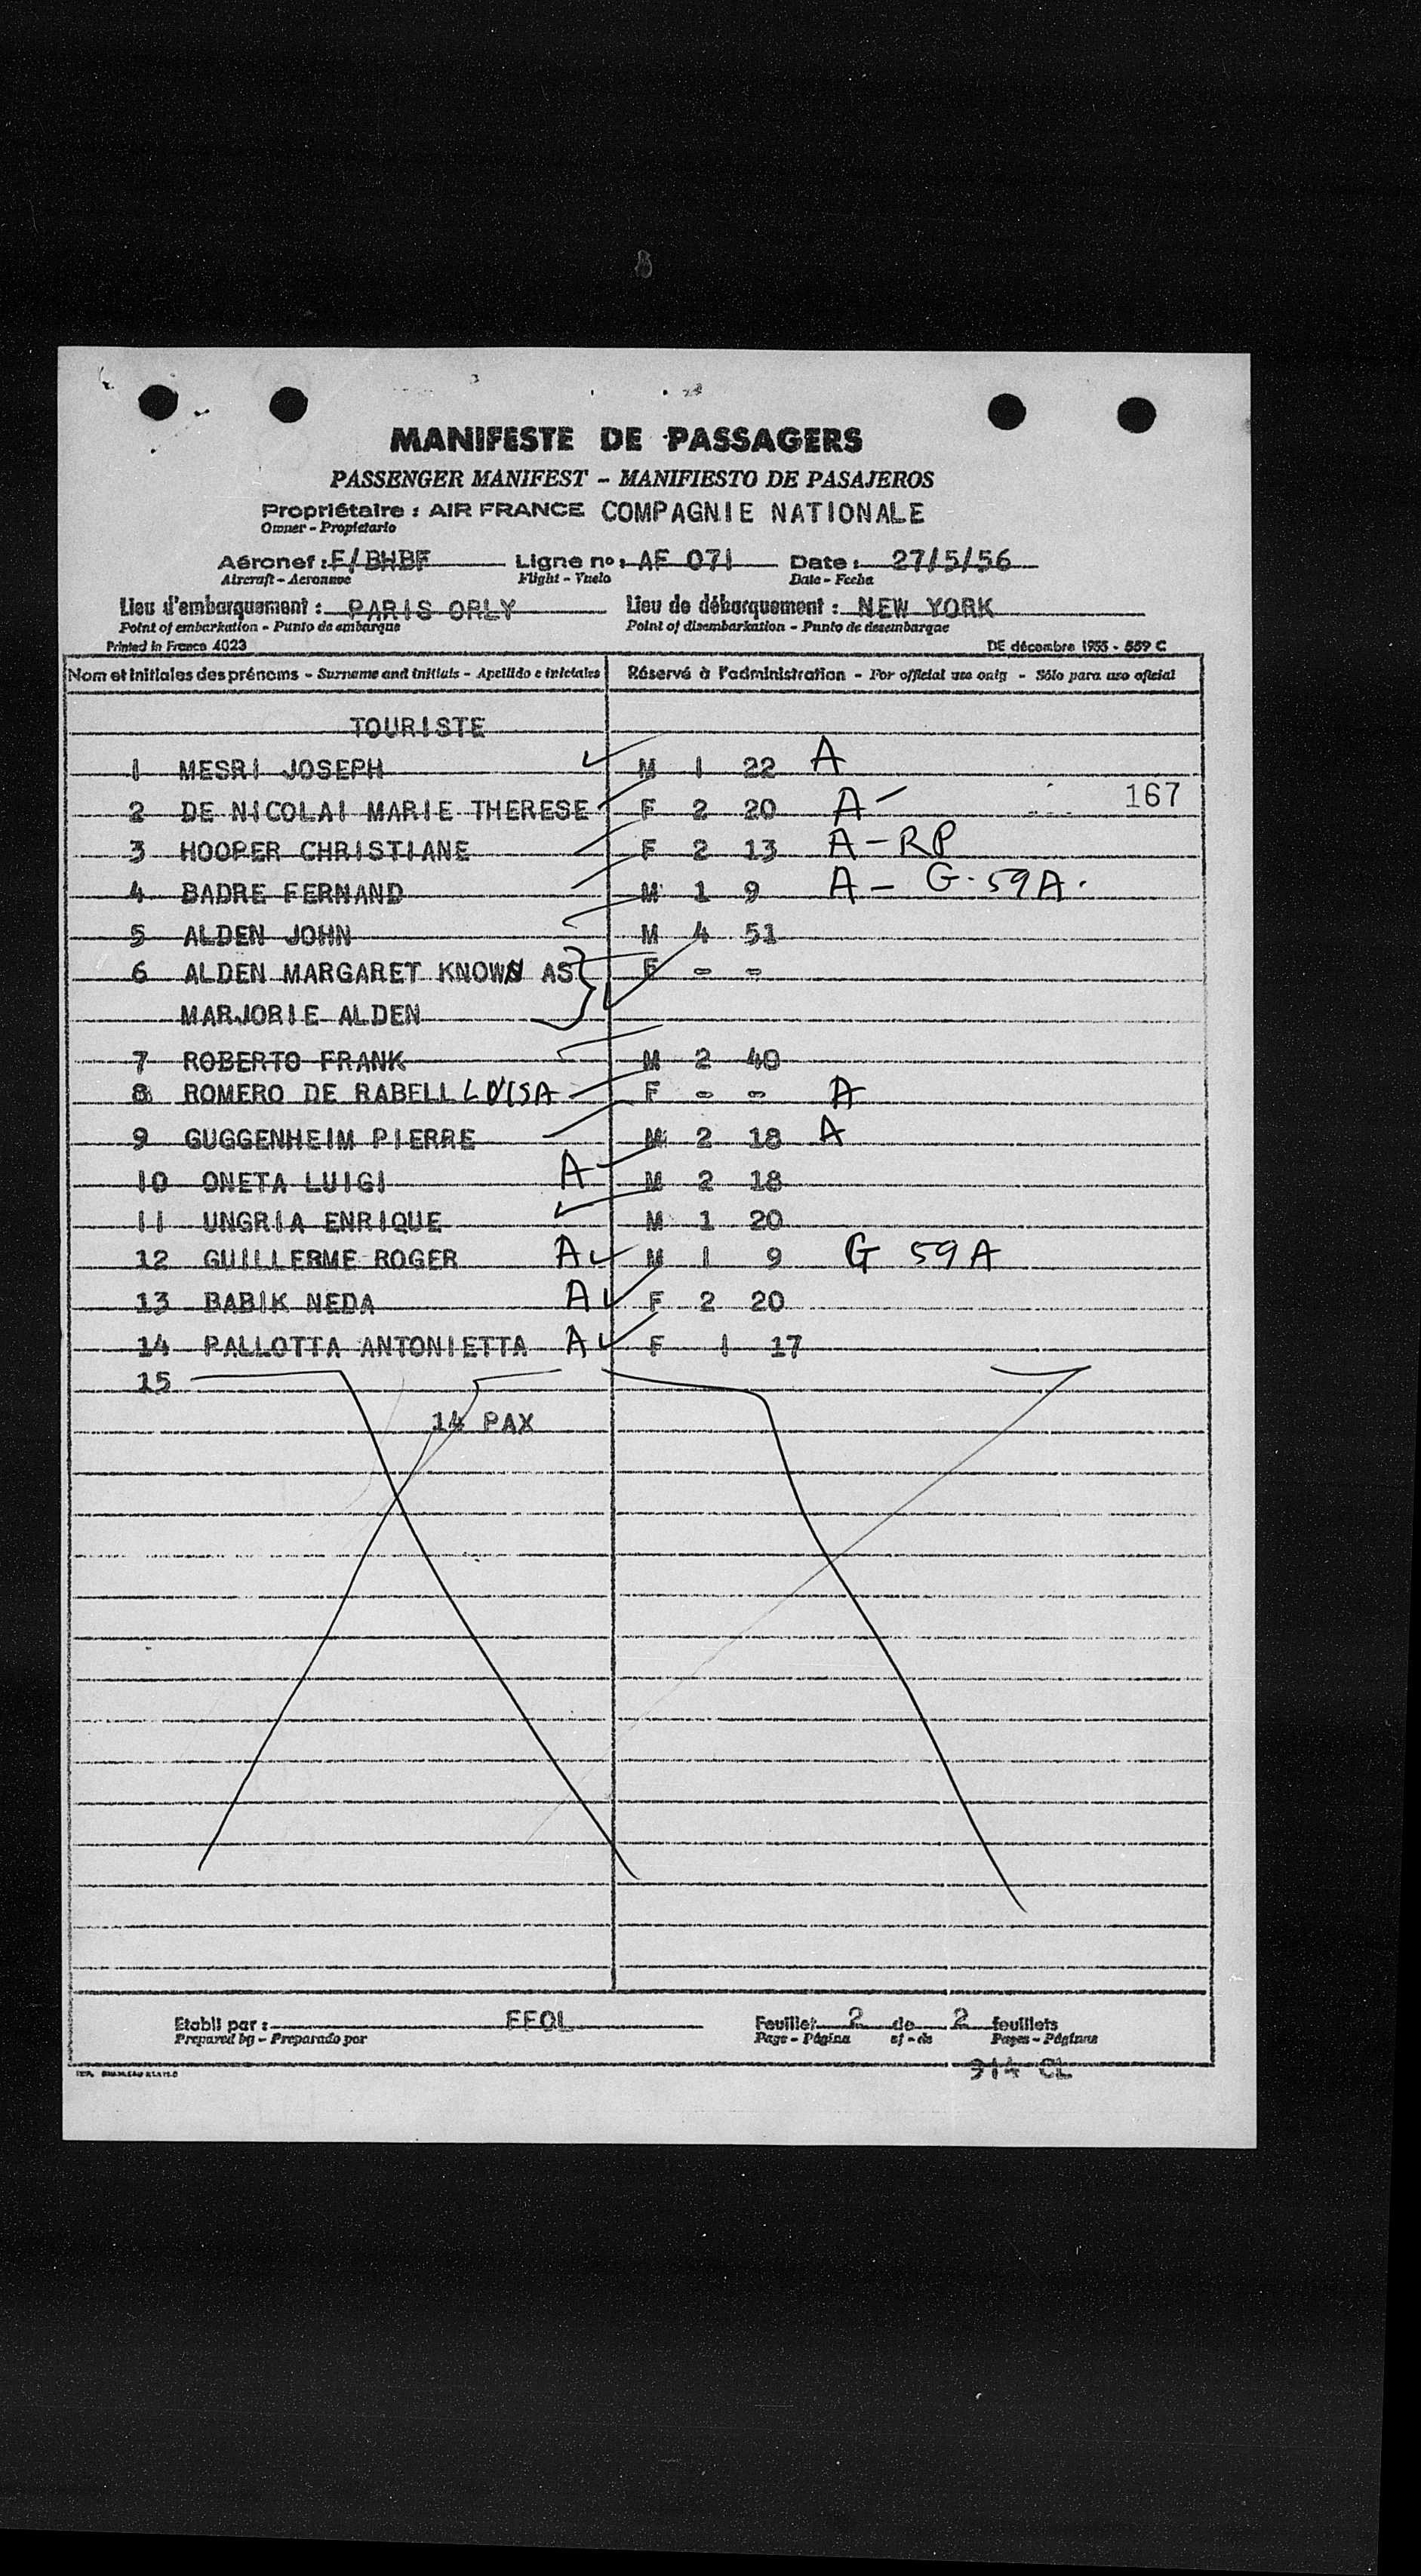 MANIFESTE DE PASSAGERS
PASSENGER MANIFEST - MANIFIESTO DE PASAJEROS
Propriétaire : AIR FRANCE COMPAGNIE NATIONALE
Owner - Propietario
Aéronef : F/BHBF Ligne no : AF 071 Date : 27/5/56
Aircraft - Aeronave Flight - Vuelo Date - Fecha
Lieu d'embarquement : PARIS ORLY Lieu de débarquement : NEW YORK
Point of embarkation - Punto de embarque Point of disembarkation - Punto de desembarque
Printed in France 4023 DE décembre 1955 - 559 C
Nom et initiales des prénoms - Surname and initials - Apellido e iniciales Réservé à l'administration - For official use only - Sólo para uso oficial
TOURISTE
1 MESRI JOSEPH M 1 22 A
167
2 DE NICOLAI MARIE THERESE F 2 20 A -
3 HOOPER CHRISTIANE F 2 13 A - RP
4 BADRE FERNAND M 1 9 A - G. 59A.
5 ALDEN JOHN M 4 51
6 ALDEN MARGARET KNOWN AS F - -
MARJORIE ALDEN
7 ROBERTO FRANK M 2 40
8 ROMERO DE RABELL LUISA F - - A
9 GUGGENHEIM PIERRE M 2 18 A
10 ONETA LUIGI A M 2 18
11 UNGRIA ENRIQUE M 1 20
12 GUILLERME ROGER A M 1 9 G 59A
13 BABIK NEDA A F 2 20
14 PALLOTTA ANTONIETTA A F 1 17
15
14 PAX
Etabli par : FFOL Feuillet 2 de 2 feuillets
Prepared by - Preparado por Page - Página of - de Pages - Páginas
914 CL